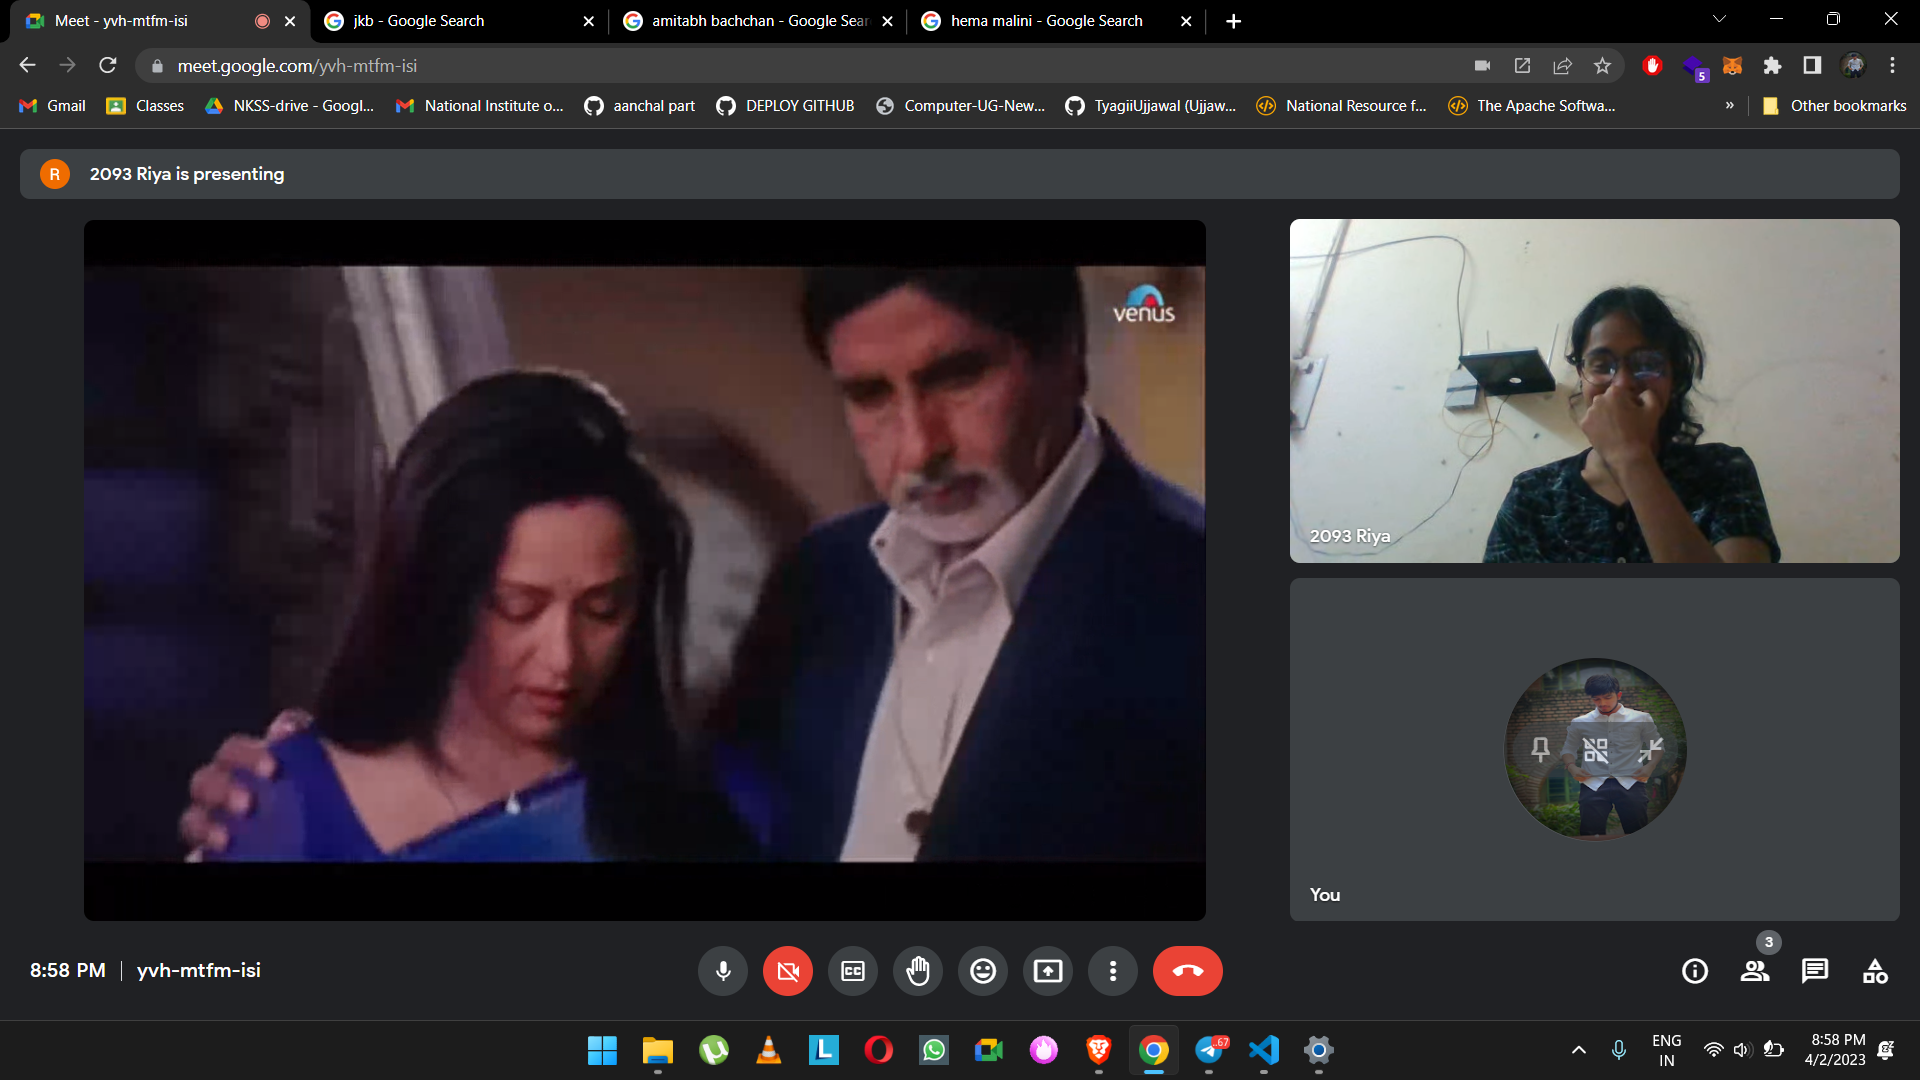 Meet - yvh-mtfm-isi
jkb - Google Search
amitabh bachchan - Google Sear
hema malini - Google Search
meet.google.com/yvh-mtfm-isi
5
Gmail
Classes
NKSS-drive - Googl...
National Institute o...
aanchal part
DEPLOY GITHUB
Computer-UG-New...
TyagiiUjjawal (Ujjaw...
National Resource f...
The Apache Softwa...
»
Other bookmarks
R
2093 Riya is presenting
venus
2093 Riya
You
8:58 PM | yvh-mtfm-isi
CC
3
L
..67
ENG
IN
8:58 PM
4/2/2023